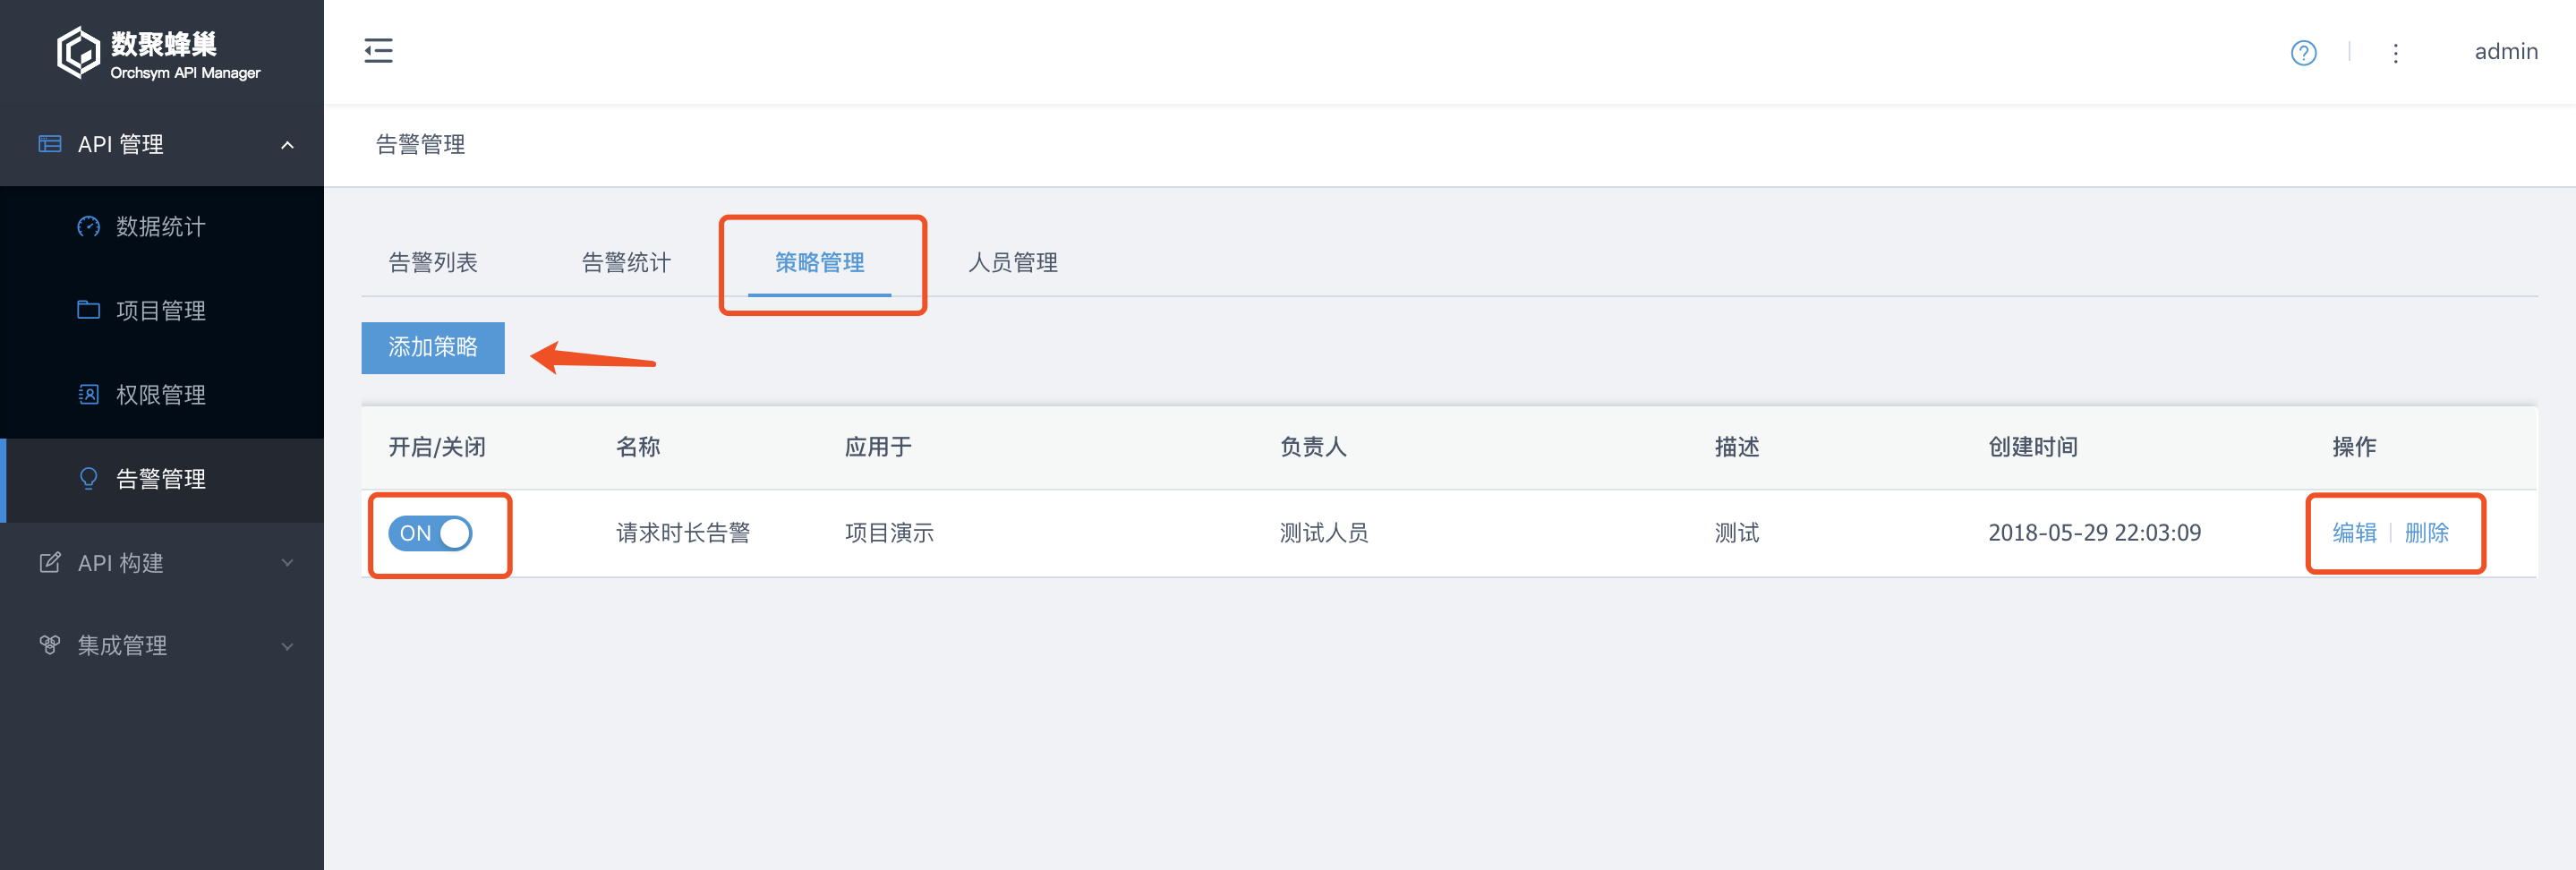 数聚蜂巢
Orchsym API Manager
admin
API 管理
数据统计
项目管理
权限管理
告警管理
API 构建
集成管理
告警管理
告警列表 告警统计 策略管理 人员管理
添加策略
开启/关闭 名称 应用于 负责人 描述 创建时间 操作
ON 请求时长告警 项目演示 测试人员 测试 2018-05-29 22:03:09 编辑 删除